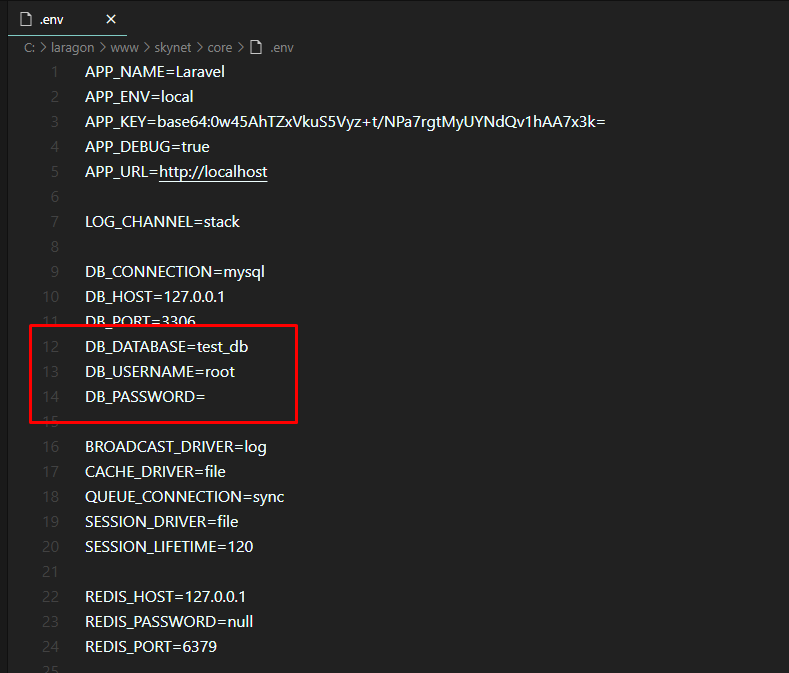 .env ×
C: > laragon > www > skynet > core > .env
1 APP_NAME=Laravel
2 APP_ENV=local
3 APP_KEY=base64:0w45AhTZxVkuS5Vyz+t/NPa7rgtMyUYNdQv1hAA7x3k=
4 APP_DEBUG=true
5 APP_URL=http://localhost
6
7 LOG_CHANNEL=stack
8
9 DB_CONNECTION=mysql
10 DB_HOST=127.0.0.1
11 DB_PORT=3306
12 DB_DATABASE=test_db
13 DB_USERNAME=root
14 DB_PASSWORD=
15
16 BROADCAST_DRIVER=log
17 CACHE_DRIVER=file
18 QUEUE_CONNECTION=sync
19 SESSION_DRIVER=file
20 SESSION_LIFETIME=120
21
22 REDIS_HOST=127.0.0.1
23 REDIS_PASSWORD=null
24 REDIS_PORT=6379
25